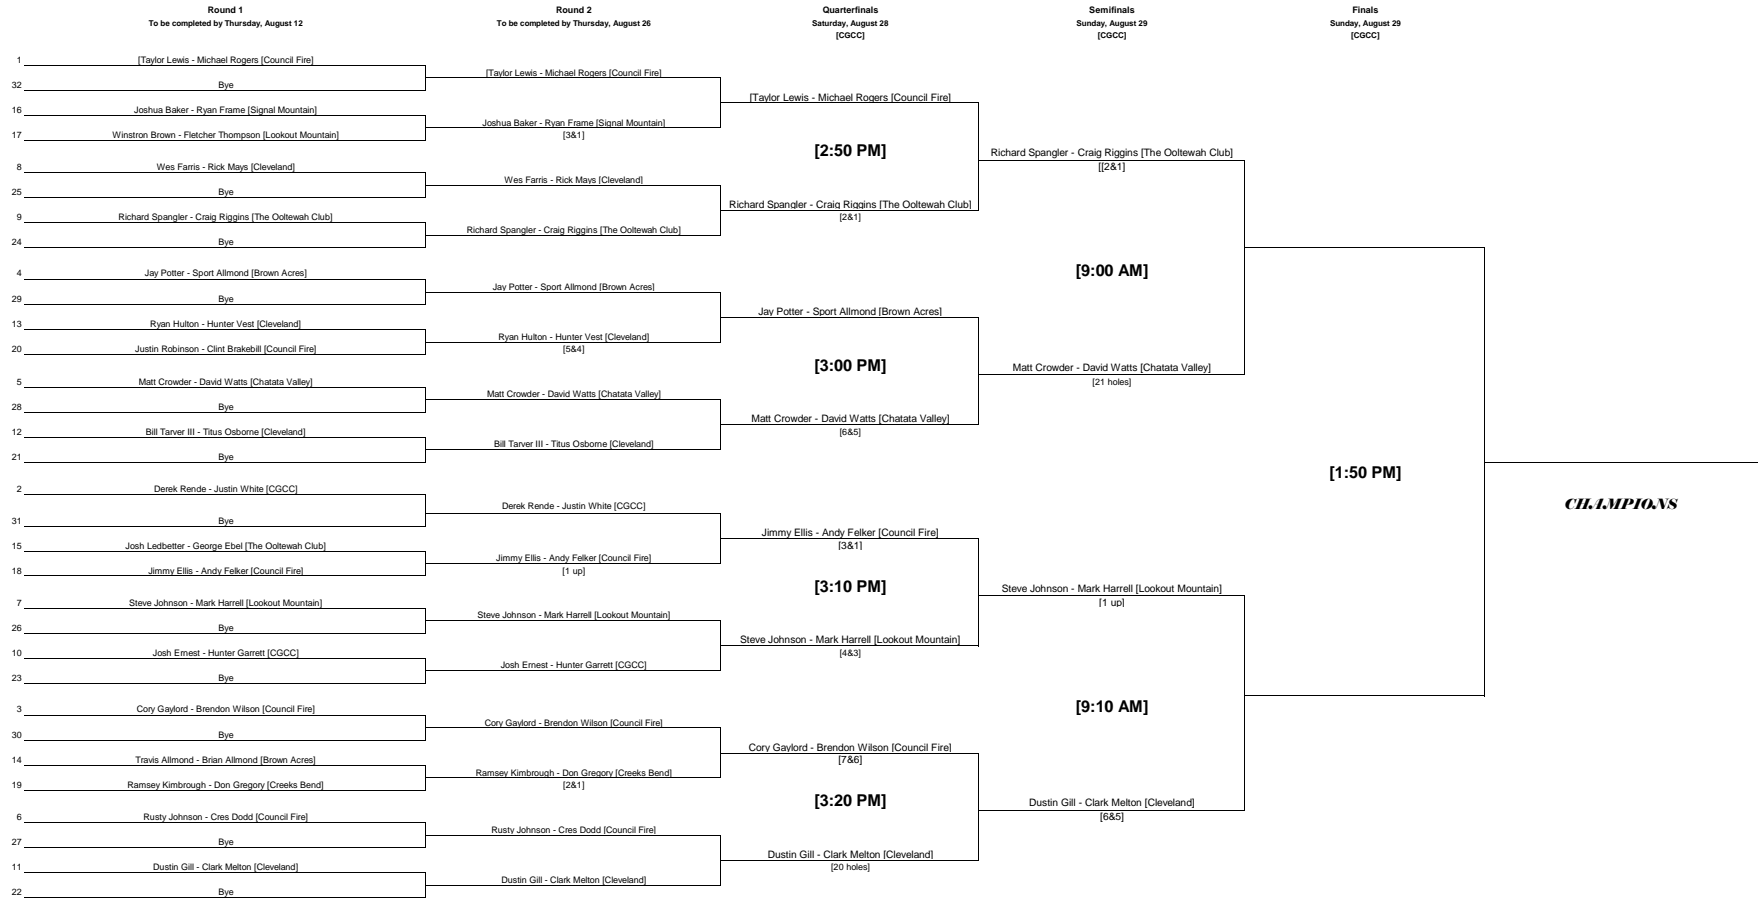 Round 1
To be completed by Thursday, August 12
Round 2
To be completed by Thursday, August 26
Quarterfinals
Saturday, August 28
[CGCC]
Semifinals
Sunday, August 29
[CGCC]
Finals
Sunday, August 29
[CGCC]
1 [Taylor Lewis - Michael Rogers [Council Fire]
32 Bye
16 Joshua Baker - Ryan Frame [Signal Mountain]
17 Winstron Brown - Fletcher Thompson [Lookout Mountain]
8 Wes Farris - Rick Mays [Cleveland]
25 Bye
9 Richard Spangler - Craig Riggins [The Ooltewah Club]
24 Bye
4 Jay Potter - Sport Allmond [Brown Acres]
29 Bye
13 Ryan Hulton - Hunter Vest [Cleveland]
20 Justin Robinson - Clint Brakebill [Council Fire]
5 Matt Crowder - David Watts [Chatata Valley]
28 Bye
12 Bill Tarver III - Titus Osborne [Cleveland]
21 Bye
2 Derek Rende - Justin White [CGCC]
31 Bye
15 Josh Ledbetter - George Ebel [The Ooltewah Club]
18 Jimmy Ellis - Andy Felker [Council Fire]
7 Steve Johnson - Mark Harrell [Lookout Mountain]
26 Bye
10 Josh Ernest - Hunter Garrett [CGCC]
23 Bye
3 Cory Gaylord - Brendon Wilson [Council Fire]
30 Bye
14 Travis Allmond - Brian Allmond [Brown Acres]
19 Ramsey Kimbrough - Don Gregory [Creeks Bend]
6 Rusty Johnson - Cres Dodd [Council Fire]
27 Bye
11 Dustin Gill - Clark Melton [Cleveland]
22 Bye
[Taylor Lewis - Michael Rogers [Council Fire]
Joshua Baker - Ryan Frame [Signal Mountain]
[3&1]
Wes Farris - Rick Mays [Cleveland]
Richard Spangler - Craig Riggins [The Ooltewah Club]
Jay Potter - Sport Allmond [Brown Acres]
Ryan Hulton - Hunter Vest [Cleveland]
[5&4]
Matt Crowder - David Watts [Chatata Valley]
Bill Tarver III - Titus Osborne [Cleveland]
Derek Rende - Justin White [CGCC]
Jimmy Ellis - Andy Felker [Council Fire]
[1 up]
Steve Johnson - Mark Harrell [Lookout Mountain]
Josh Ernest - Hunter Garrett [CGCC]
Cory Gaylord - Brendon Wilson [Council Fire]
Ramsey Kimbrough - Don Gregory [Creeks Bend]
[2&1]
Rusty Johnson - Cres Dodd [Council Fire]
Dustin Gill - Clark Melton [Cleveland]
[Taylor Lewis - Michael Rogers [Council Fire]
[2:50 PM]
Richard Spangler - Craig Riggins [The Ooltewah Club]
[2&1]
Jay Potter - Sport Allmond [Brown Acres]
[3:00 PM]
Matt Crowder - David Watts [Chatata Valley]
[6&5]
Jimmy Ellis - Andy Felker [Council Fire]
[3&1]
[3:10 PM]
Steve Johnson - Mark Harrell [Lookout Mountain]
[4&3]
Cory Gaylord - Brendon Wilson [Council Fire]
[7&6]
[3:20 PM]
Dustin Gill - Clark Melton [Cleveland]
[20 holes]
Richard Spangler - Craig Riggins [The Ooltewah Club]
[[2&1]
[9:00 AM]
Matt Crowder - David Watts [Chatata Valley]
[21 holes]
Steve Johnson - Mark Harrell [Lookout Mountain]
[1 up]
[9:10 AM]
Dustin Gill - Clark Melton [Cleveland]
[6&5]
[1:50 PM]
CHAMPIONS